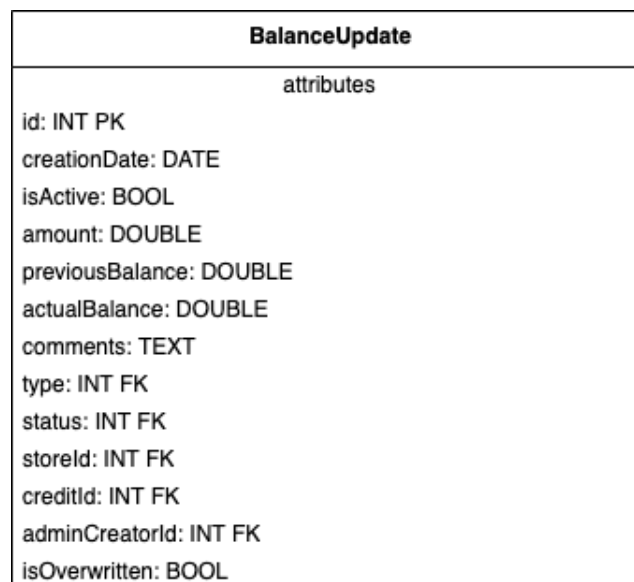 BalanceUpdate
attributes
id: INT PK
creationDate: DATE
isActive: BOOL
amount: DOUBLE
previousBalance: DOUBLE
actualBalance: DOUBLE
comments: TEXT
type: INT FK
status: INT FK
storeId: INT FK
creditId: INT FK
adminCreatorId: INT FK
isOverwritten: BOOL